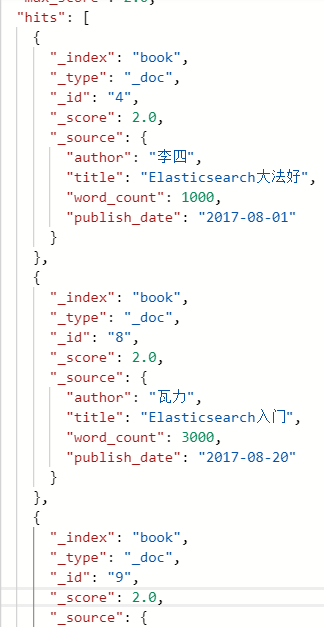 "max_score": 2.0,
"hits": [
{
"_index": "book",
"_type": "_doc",
"_id": "4",
"_score": 2.0,
"_source": {
"author": "李四",
"title": "Elasticsearch大法好",
"word_count": 1000,
"publish_date": "2017-08-01"
}
},
{
"_index": "book",
"_type": "_doc",
"_id": "8",
"_score": 2.0,
"_source": {
"author": "瓦力",
"title": "Elasticsearch入门",
"word_count": 3000,
"publish_date": "2017-08-20"
}
},
{
"_index": "book",
"_type": "_doc",
"_id": "9",
"_score": 2.0,
"_source": {